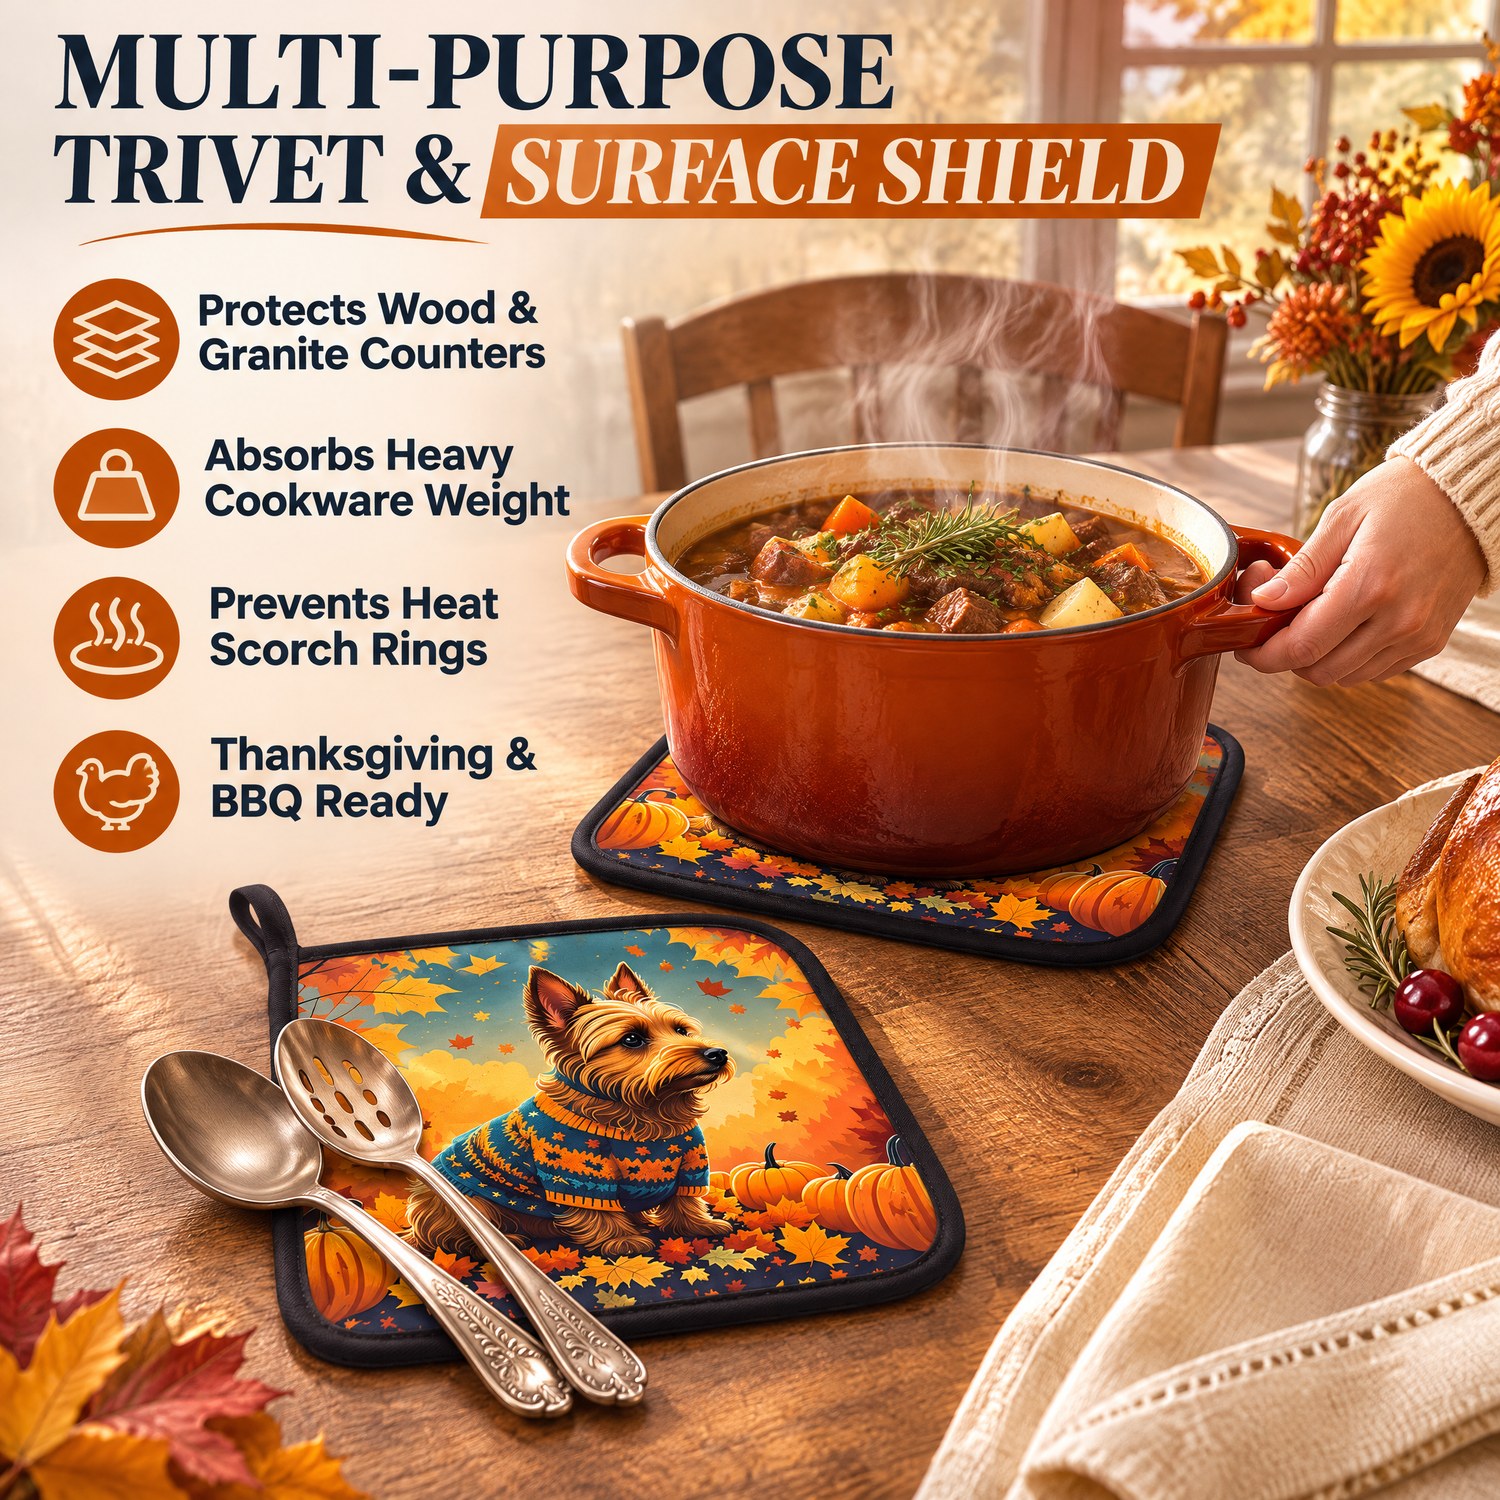 MULTI-PURPOSE
TRIVET & SURFACE SHIELD
Protects Wood &
Granite Counters
Absorbs Heavy
Cookware Weight
Prevents Heat
Scorch Rings
Thanksgiving &
BBQ Ready